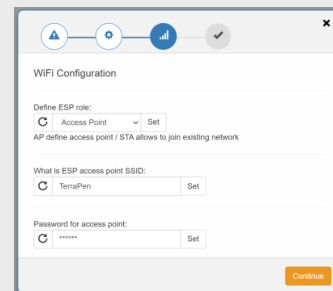 WiFi Configuration
Define ESP role:
Access Point Set
AP define access point / STA allows to join existing network
What is ESP access point SSID:
TerraPen Set
Password for access point:
****** Set
Continue